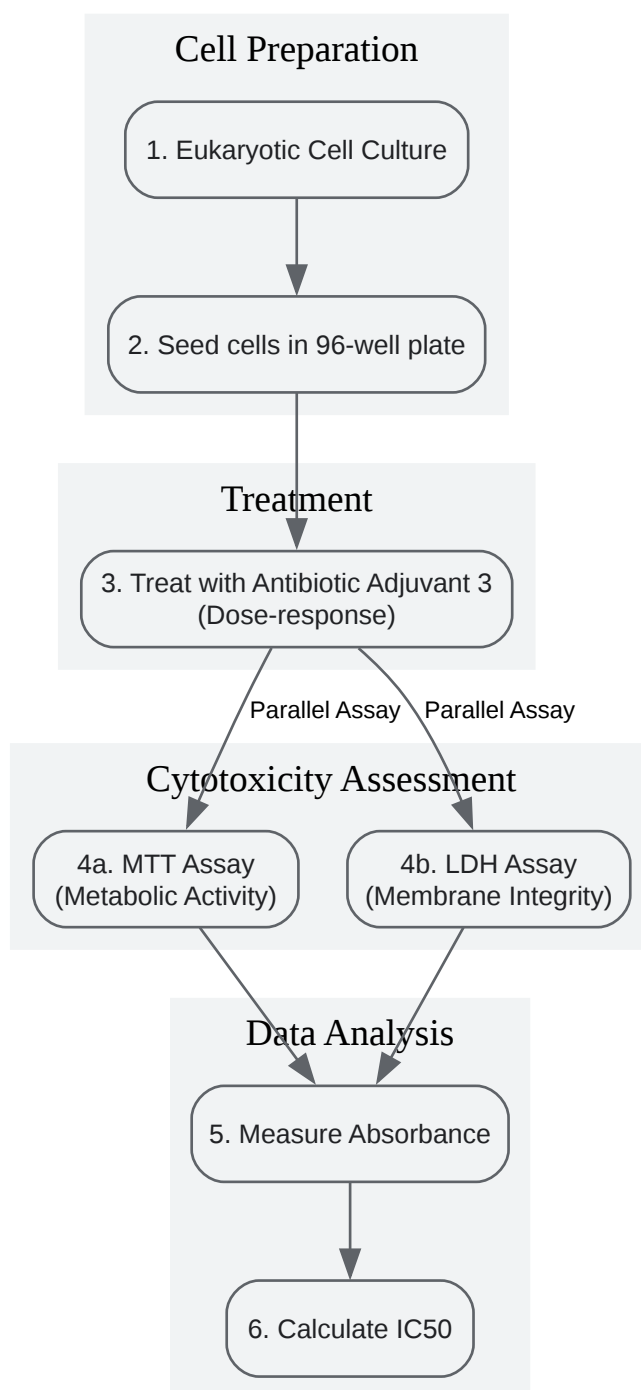 Cell Preparation
1. Eukaryotic Cell Culture
2. Seed cells in 96-well plate
Treatment
3. Treat with Antibiotic Adjuvant 3
(Dose-response)
Parallel Assay
Parallel Assay
Cytotoxicity Assessment
4a. MTT Assay
(Metabolic Activity)
4b. LDH Assay
(Membrane Integrity)
Data Analysis
5. Measure Absorbance
6. Calculate IC50